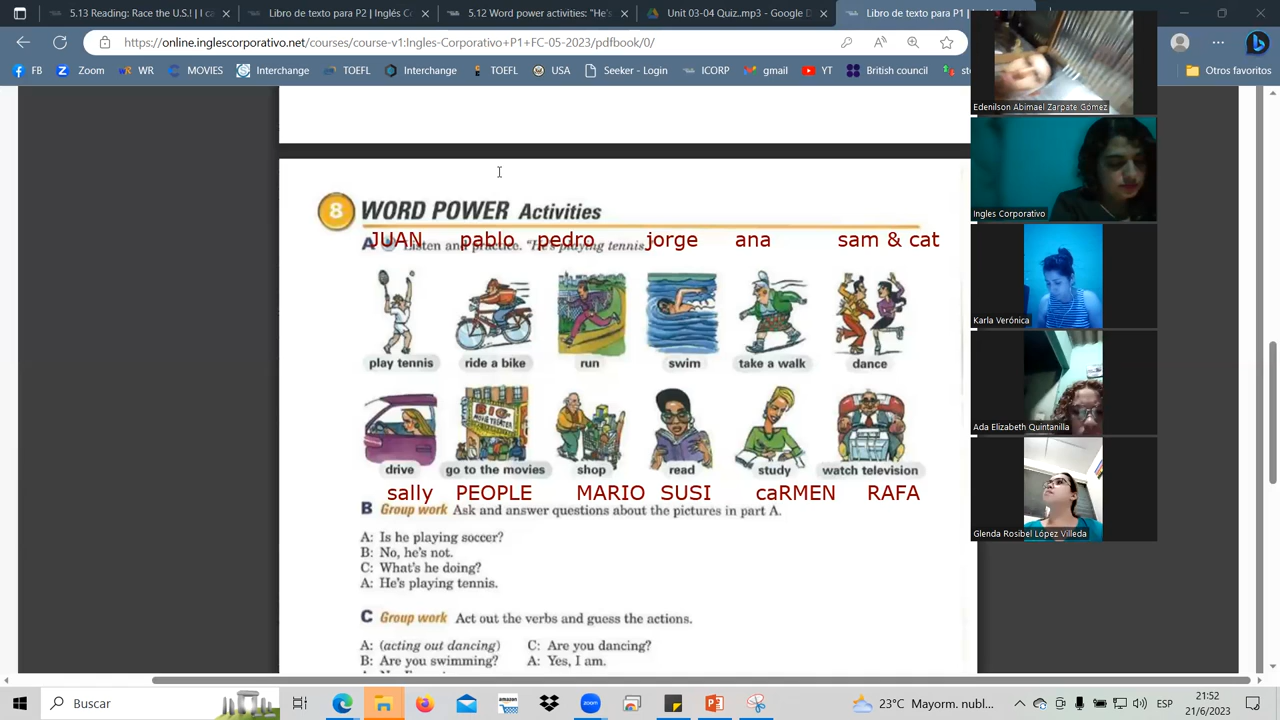 5.13 Reading: Race the U.S.! | I ca
Libro de texto para P2 | Ingles-Cor
5.12 Word Power activities: "He's
Unit 03-04 Quiz..mp3 - Google D
Libro de texto para P1
https://online.inglescorporativo.net/courses/course-v1:Ingles-Corporativo+P1+FC-05-2023/pdfbook/0/
FB Zoom WR MOVIES Interchange TOEFL Interchange TOEFL USA Seeker - Login ICORP gmail YT British council Otros favoritos
Edenilson Abimael Zarpate Gomez
Ingles Corporativo
Karla Verónica
Ada Elizabeth Quintanilla
Glenda Rosibel López Villeda
8 WORD POWER Activities
JUAN pablo pedro jorge ana sam & cat
A Listen and practice. "He's playing tennis."
play tennis ride a bike run swim take a walk dance
BIG MOVIE THEATER
drive go to the movies shop read study watch television
sally PEOPLE MARIO SUSI caRMEN RAFA
B Group work Ask and answer questions about the pictures in part A.
A: Is he playing soccer?
B: No, he's not.
C: What's he doing?
A: He's playing tennis.
C Group work Act out the verbs and guess the actions.
A: (acting out dancing) C: Are you dancing?
B: Are you swimming? A: Yes, I am.
Buscar
amazon
zoom
23°C Mayorm. nubl...
ESP
21:52
21/6/2023